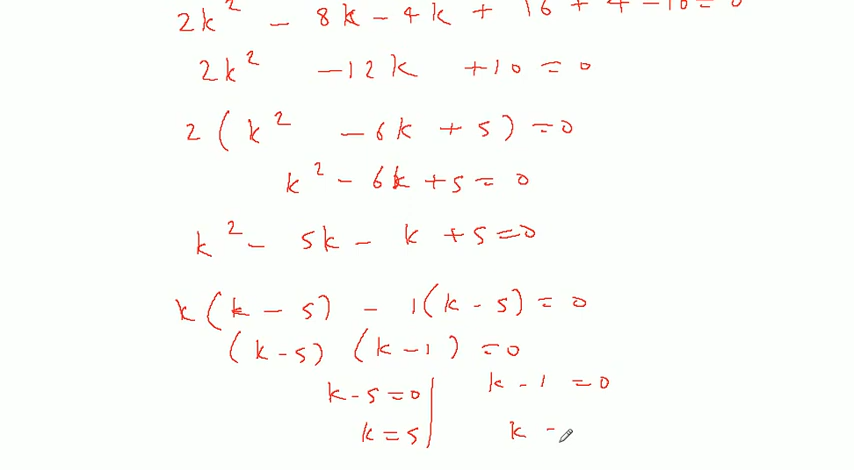 2k² - 8k - 4k + 16 + 4 - 10 = 0
2k² - 12k + 10 = 0
2(k² - 6k + 5) = 0
k² - 6k + 5 = 0
k² - 5k - k + 5 = 0
k(k - 5) - 1(k - 5) = 0
(k - 5) (k - 1) = 0
k - 5 = 0 | k - 1 = 0
k = 5 | k -